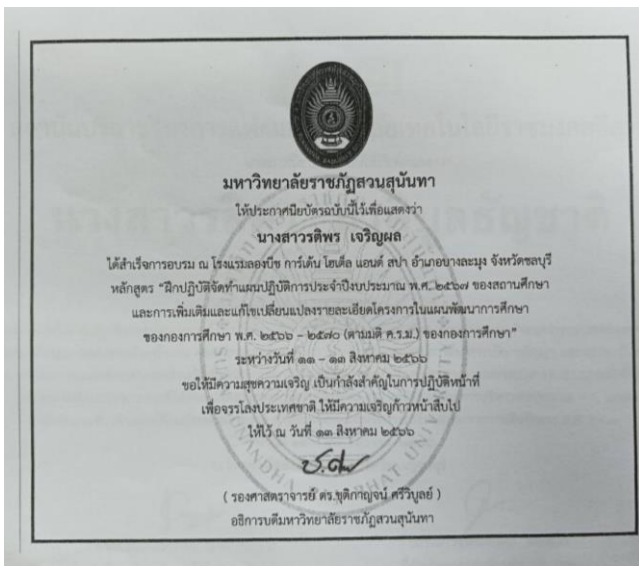 มหาวิทยาลัยราชภัฏสวนสุนันทา
ให้ประกาศนียบัตรฉบับนี้ไว้เพื่อแสดงว่า
นางสาวรติพร เจริญผล
ได้สำเร็จการอบรม ณ โรงแรมลองบีช การ์เด้น โฮเต็ล แอนด์ สปา อำเภอบางละมุง จังหวัดชลบุรี
หลักสูตร “ฝึกปฏิบัติจัดทำแผนปฏิบัติการประจำปีงบประมาณ พ.ศ. ๒๕๖๗ ของสถานศึกษา
และการเพิ่มเติมและแก้ไขเปลี่ยนแปลงรายละเอียดโครงการในแผนพัฒนาการศึกษา
ของกองการศึกษา พ.ศ. ๒๕๖๖ – ๒๕๗๐ (ตามมติ ค.ร.ม.) ของกองการศึกษา”
ระหว่างวันที่ ๑๑ – ๑๓ สิงหาคม ๒๕๖๖
ขอให้มีความสุขความเจริญ เป็นกำลังสำคัญในการปฏิบัติหน้าที่
เพื่อจรรโลงประเทศชาติ ให้มีความเจริญก้าวหน้าสืบไป
ให้ไว้ ณ วันที่ ๑๓ สิงหาคม ๒๕๖๖
( รองศาสตราจารย์ ดร.ชุติกาญจน์ ศรีวิบูลย์ )
อธิการบดีมหาวิทยาลัยราชภัฏสวนสุนันทา